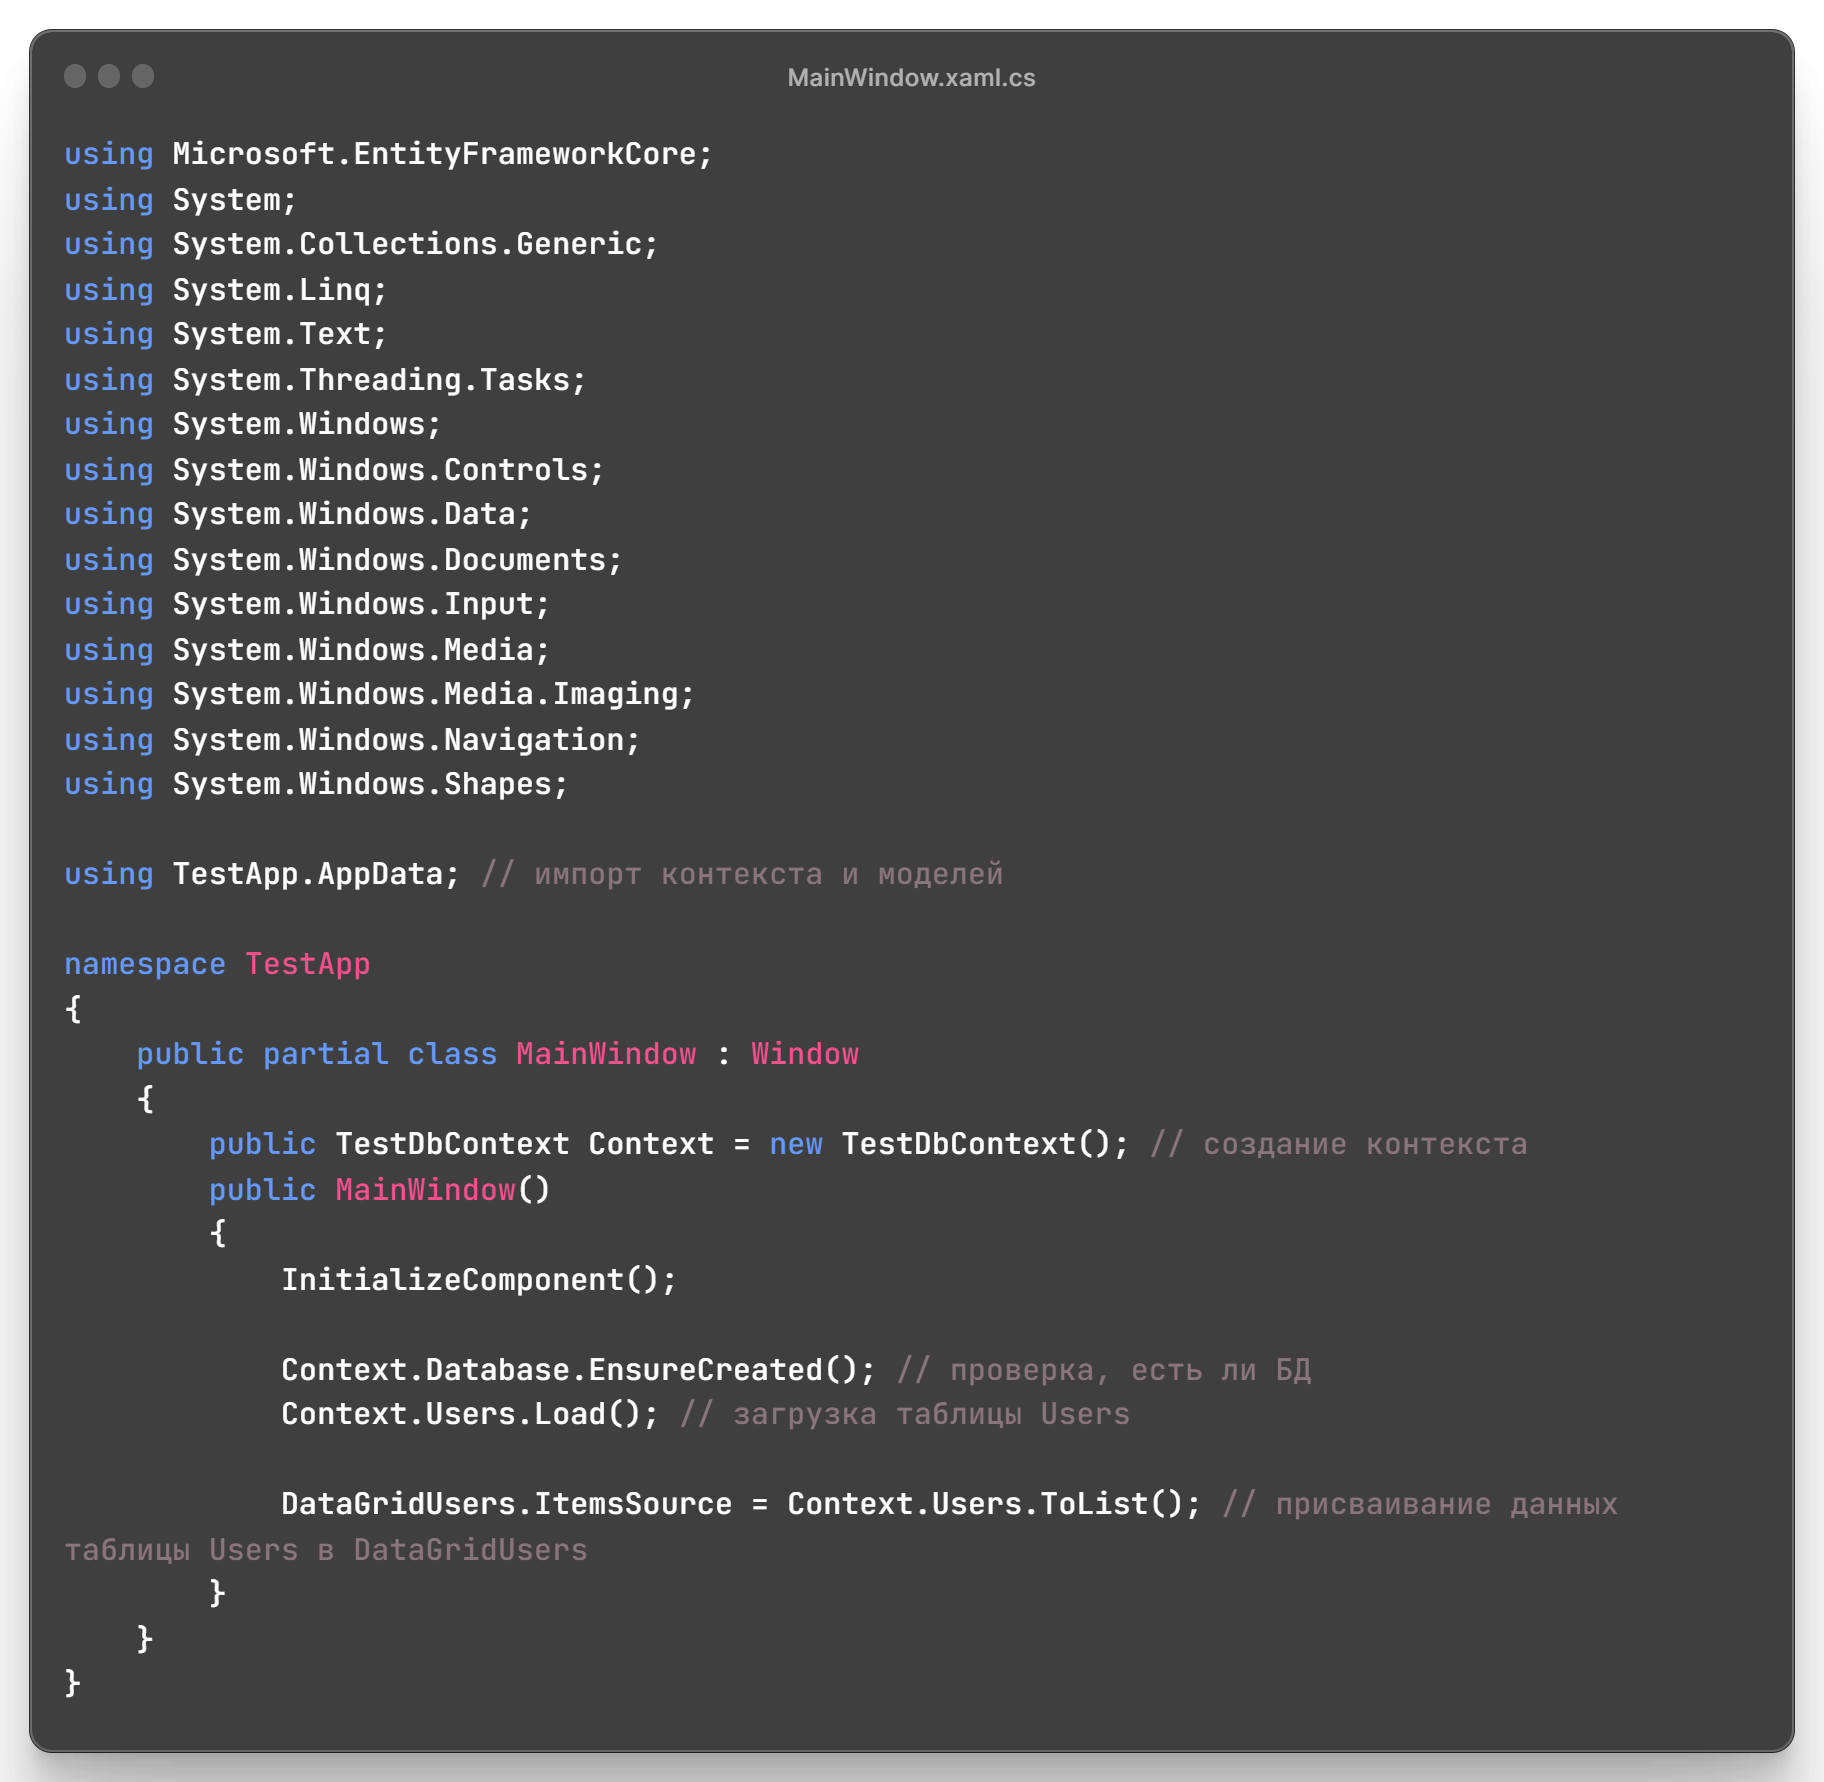 MainWindow.xaml.cs
using Microsoft.EntityFrameworkCore;
using System;
using System.Collections.Generic;
using System.Linq;
using System.Text;
using System.Threading.Tasks;
using System.Windows;
using System.Windows.Controls;
using System.Windows.Data;
using System.Windows.Documents;
using System.Windows.Input;
using System.Windows.Media;
using System.Windows.Media.Imaging;
using System.Windows.Navigation;
using System.Windows.Shapes;

using TestApp.AppData; // импорт контекста и моделей

namespace TestApp
{
    public partial class MainWindow : Window
    {
        public TestDbContext Context = new TestDbContext(); // создание контекста
        public MainWindow()
        {
            InitializeComponent();

            Context.Database.EnsureCreated(); // проверка, есть ли БД
            Context.Users.Load(); // загрузка таблицы Users

            DataGridUsers.ItemsSource = Context.Users.ToList(); // присваивание данных
таблицы Users в DataGridUsers
        }
    }
}